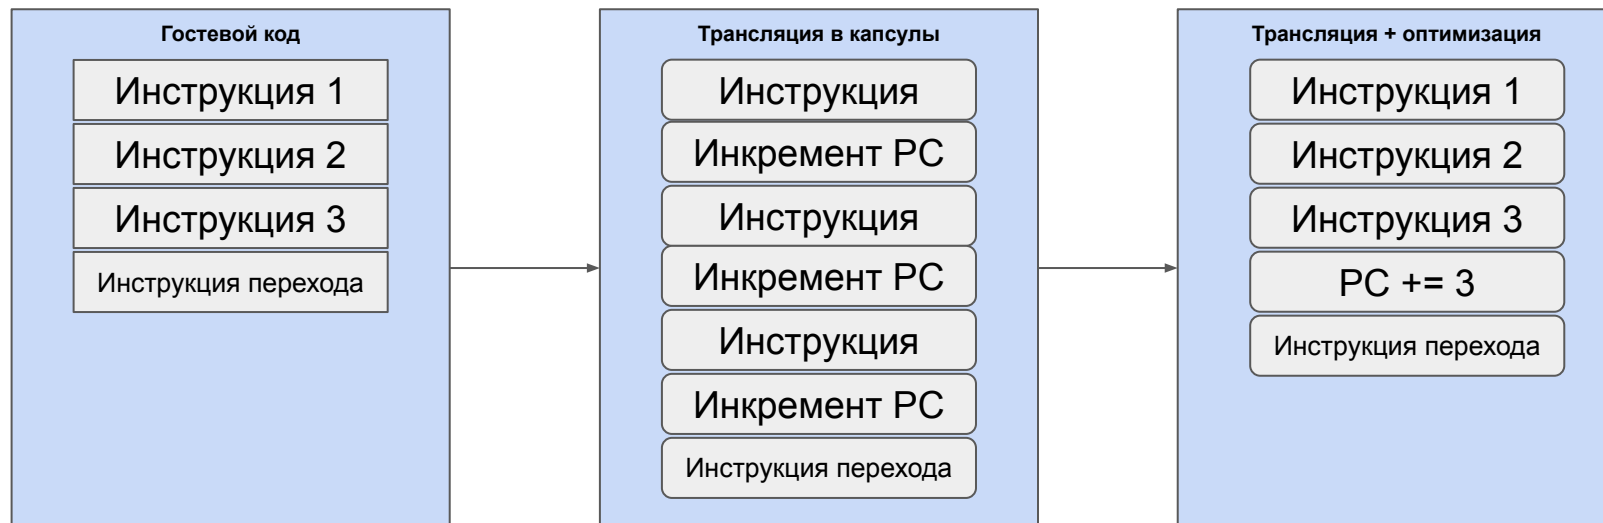 Гостевой код
Инструкция 1
Инструкция 2
Инструкция 3
Инструкция перехода
Трансляция в капсулы
Инструкция
Инкремент PC
Инструкция
Инкремент PC
Инструкция
Инкремент PC
Инструкция перехода
Трансляция + оптимизация
Инструкция 1
Инструкция 2
Инструкция 3
PC += 3
Инструкция перехода